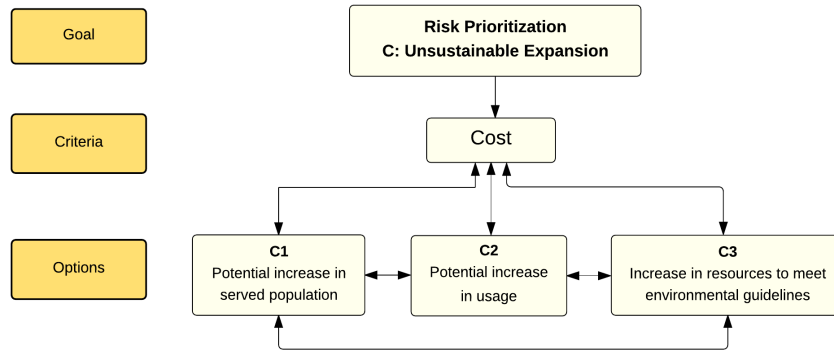 Goal
Risk Prioritization
C: Unsustainable Expansion
Criteria
Cost
Options
C1
Potential increase in
served population
C2
Potential increase
in usage
C3
Increase in resources to meet
environmental guidelines